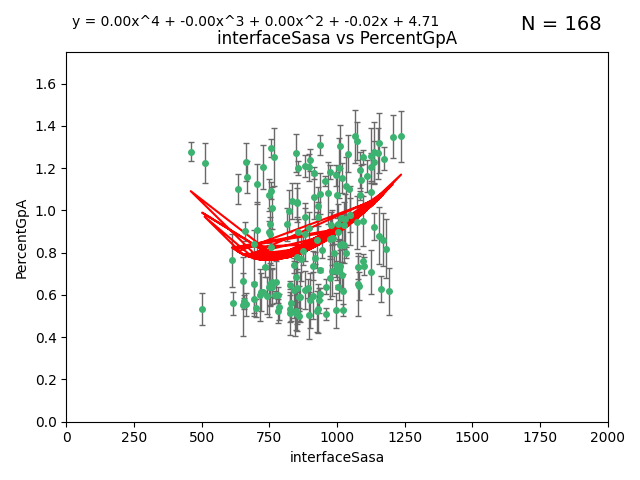 y = 0.00x^4 + -0.00x^3 + 0.00x^2 + -0.02x + 4.71
N = 168
interfaceSasa vs PercentGpA
1.6
1.4
1.2
1.0
0.8
0.6
0.4
0.2
0.0
PercentGpA
0 250 500 750 1000 1250 1500 1750 2000
interfaceSasa